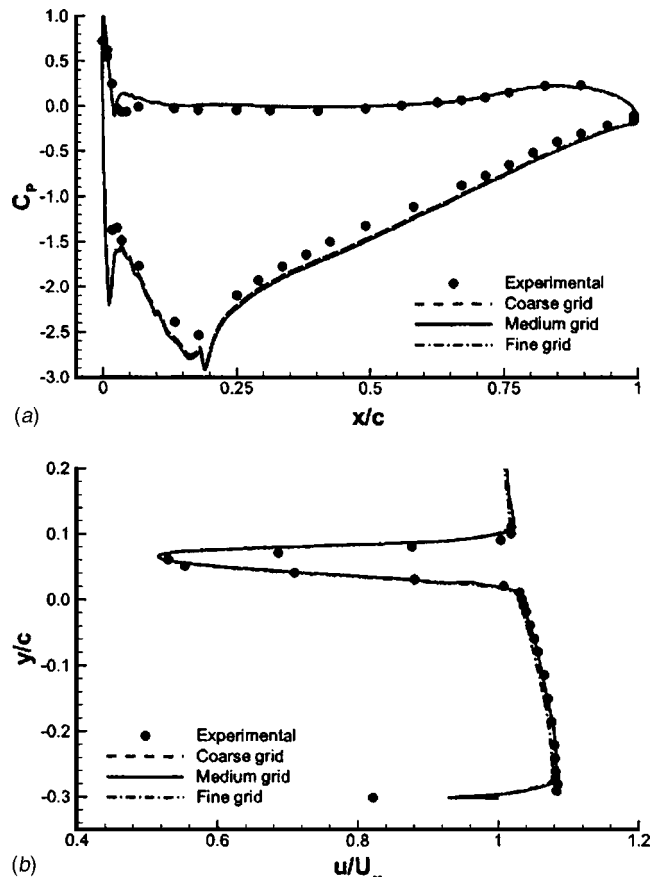 1.0
0.5
0.0
-0.5
-1.0
-1.5
-2.0
-2.5
-3.0
CP
Experimental
Coarse grid
Medium grid
Fine grid
0 0.25 0.5 0.75 1
x/c
(a)
0.2
0.1
0.0
-0.1
-0.2
-0.3
y/c
Experimental
Coarse grid
Medium grid
Fine grid
0.4 0.6 0.8 1 1.2
u/U∞
(b)